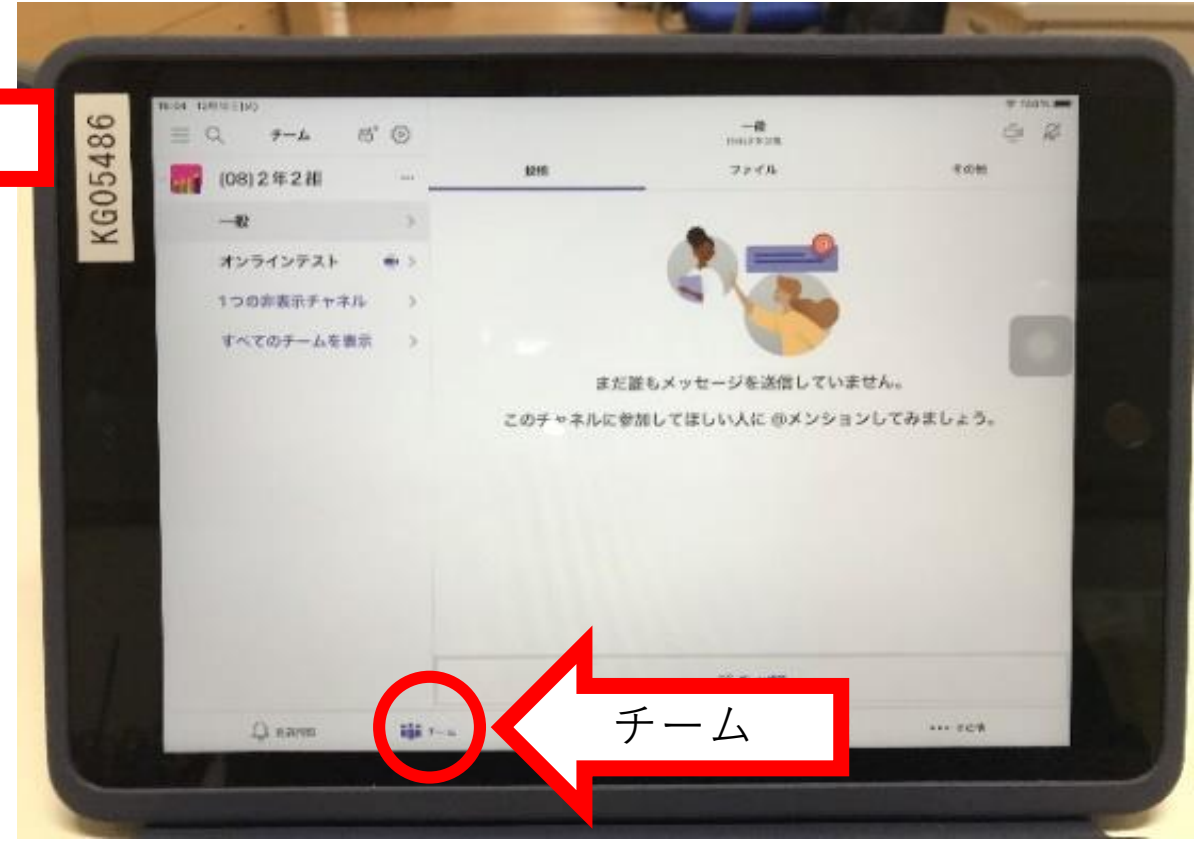 KG05486
チーム
一般
(08)2年2組
投稿
ファイル
その他
一般
オンラインテスト
1つの非表示チャネル
すべてのチームを表示
まだ誰もメッセージを送信していません。
このチャネルに参加してほしい人に @メンションしてみましょう。
チーム
チーム